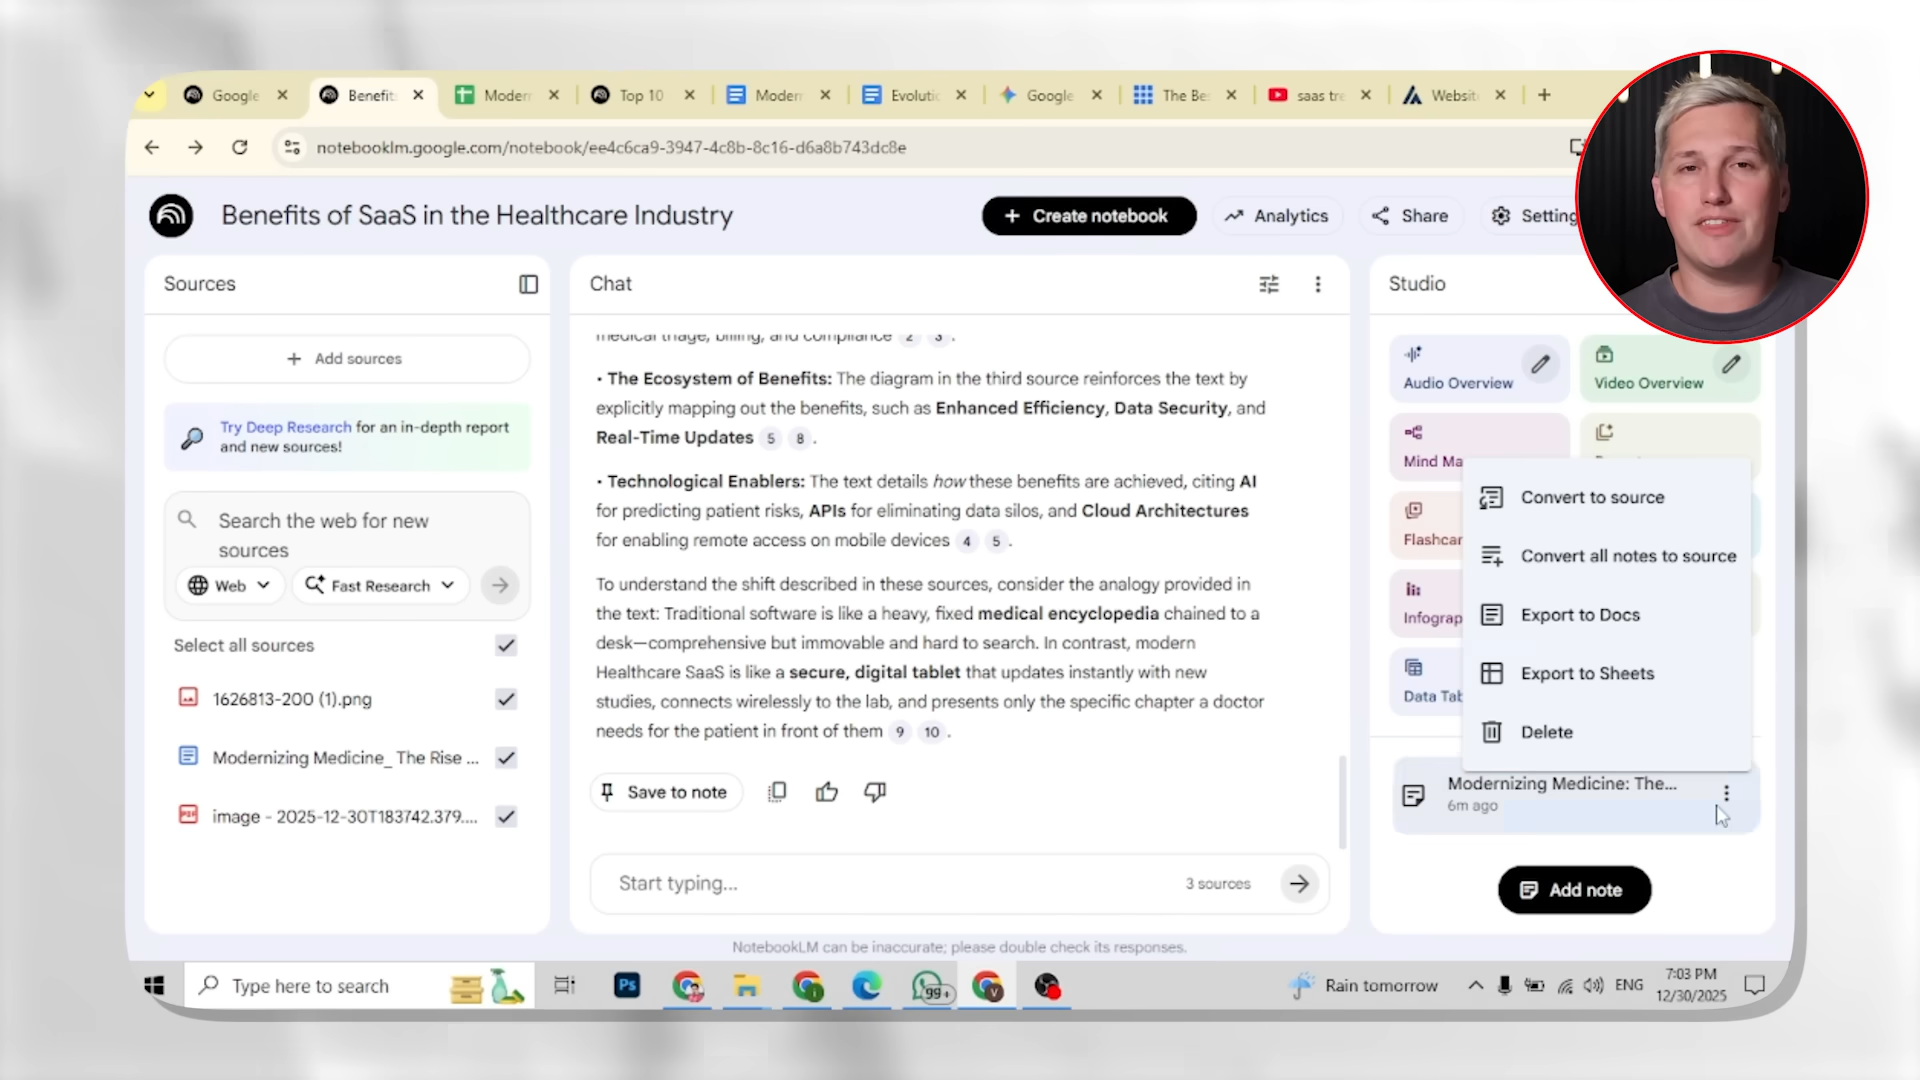 Google
Benefit
Modern
Top 10
Modern
Evolutic
Google
The Be
saas tre
Websit
notebooklm.google.com/notebook/ee4c6ca9-3947-4c8b-8c16-d6a8b743dc8e
Benefits of SaaS in the Healthcare Industry
Create notebook
Analytics
Share
Setting
Sources
Add sources
Try Deep Research for an in-depth report
and new sources!
Search the web for new
sources
Web
Fast Research
Select all sources
1626813-200 (1).png
Modernizing Medicine_ The Rise ...
PDF
image - 2025-12-30T183742.379....
Chat
medical triage, billing, and compliance 2 3 .
• The Ecosystem of Benefits: The diagram in the third source reinforces the text by
explicitly mapping out the benefits, such as Enhanced Efficiency, Data Security, and
Real-Time Updates 5 8 .
• Technological Enablers: The text details how these benefits are achieved, citing AI
for predicting patient risks, APIs for eliminating data silos, and Cloud Architectures
for enabling remote access on mobile devices 4 5 .
To understand the shift described in these sources, consider the analogy provided in
the text: Traditional software is like a heavy, fixed medical encyclopedia chained to a
desk—comprehensive but immovable and hard to search. In contrast, modern
Healthcare SaaS is like a secure, digital tablet that updates instantly with new
studies, connects wirelessly to the lab, and presents only the specific chapter a doctor
needs for the patient in front of them 9 10 .
Save to note
Start typing...
3 sources
NotebookLM can be inaccurate; please double check its responses.
Studio
Audio Overview
Video Overview
Mind Ma
Flashcar
Infograp
Data Tab
Convert to source
Convert all notes to source
Export to Docs
Export to Sheets
Delete
Modernizing Medicine: The...
6m ago
Add note
Type here to search
Ps
99+
V
Rain tomorrow
ENG
7:03 PM
12/30/2025